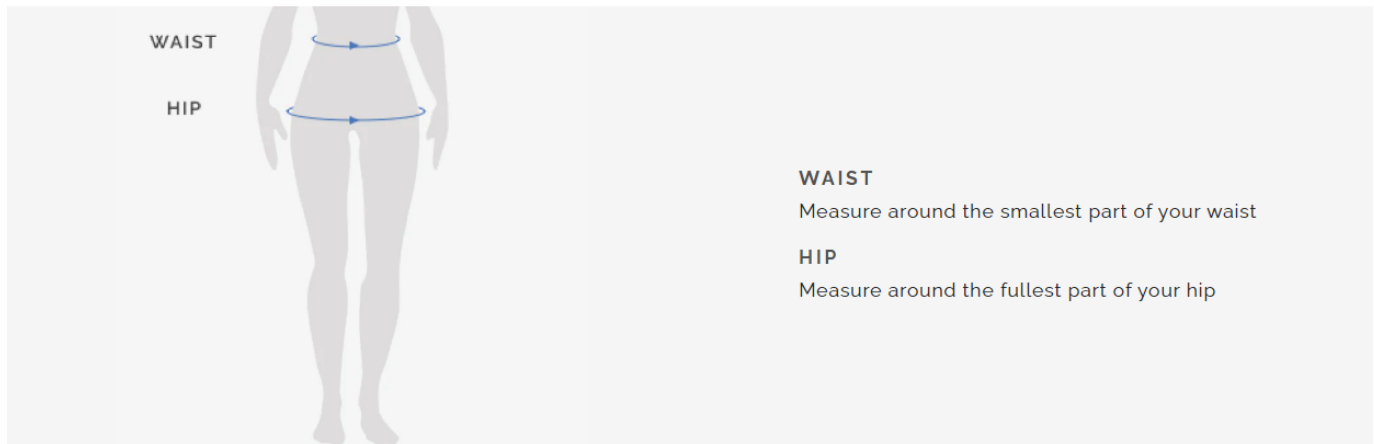 WAIST
HIP
WAIST
Measure around the smallest part of your waist
HIP
Measure around the fullest part of your hip